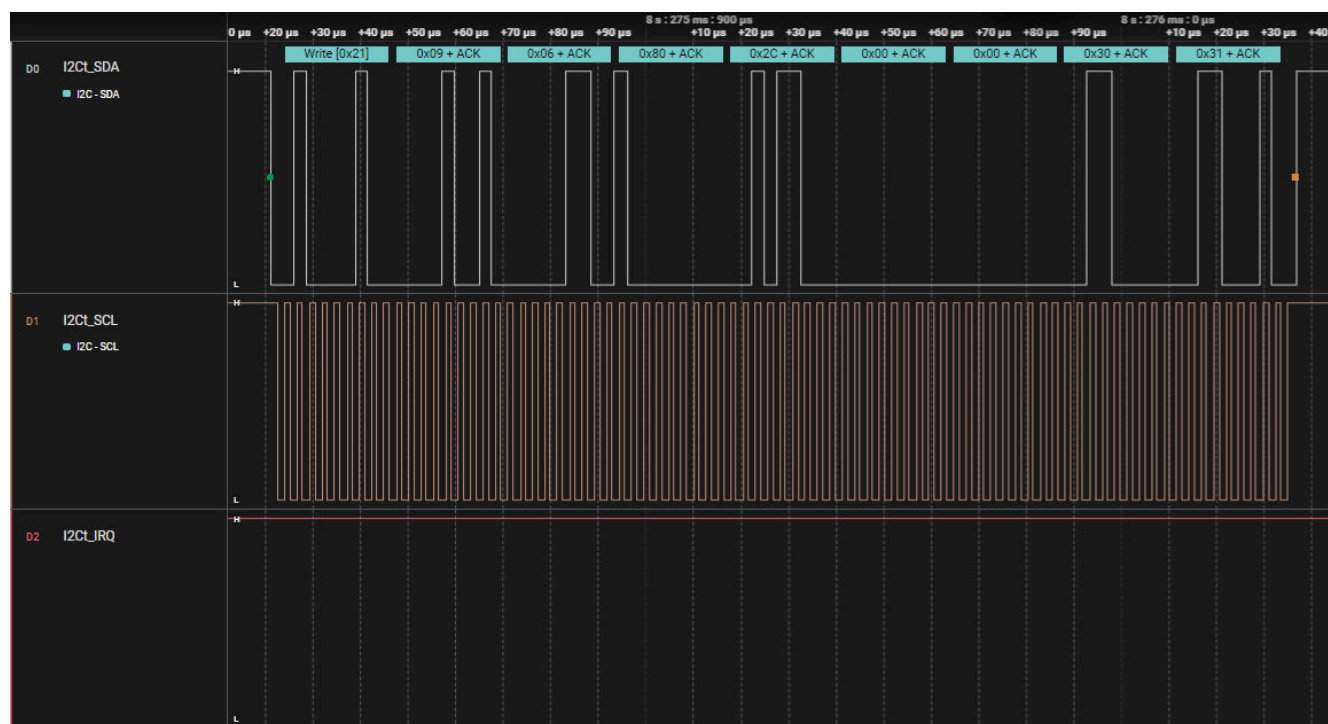 8 s : 275 ms : 900 µs 8 s : 276 ms : 0 µs
0 µs +20 µs +30 µs +40 µs +50 µs +60 µs +70 µs +80 µs +90 µs +10 µs +20 µs +30 µs +40 µs +50 µs +60 µs +70 µs +80 µs +90 µs +10 µs +20 µs +30 µs +40
Write [0x21] 0x09 + ACK 0x06 + ACK 0x80 + ACK 0x2C + ACK 0x00 + ACK 0x00 + ACK 0x30 + ACK 0x31 + ACK
D0 I2Ct_SDA H
I2C - SDA
L
H
D1 I2Ct_SCL
I2C - SCL
L
H
D2 I2Ct_IRQ
L